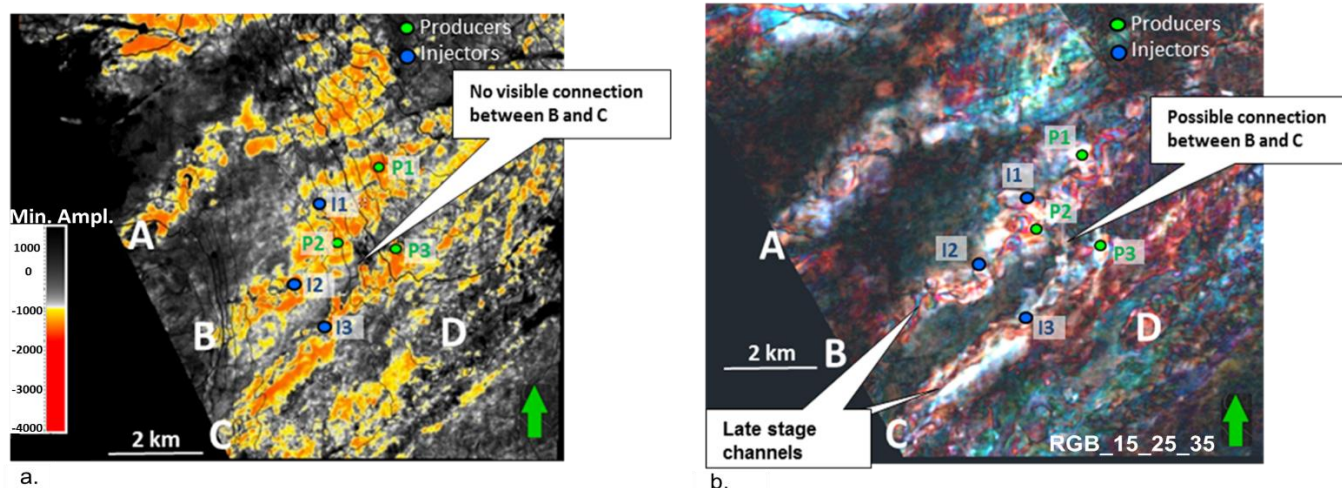 Producers
Injectors
No visible connection
between B and C
P1
I1
P2
P3
I2
I3
Min. Ampl.
1000
0
-1000
-2000
-3000
-4000
A
B
C
D
2 km
a.
Producers
Injectors
Possible connection
between B and C
P1
I1
P2
P3
I2
I3
A
B
C
D
2 km
Late stage
channels
RGB_15_25_35
b.